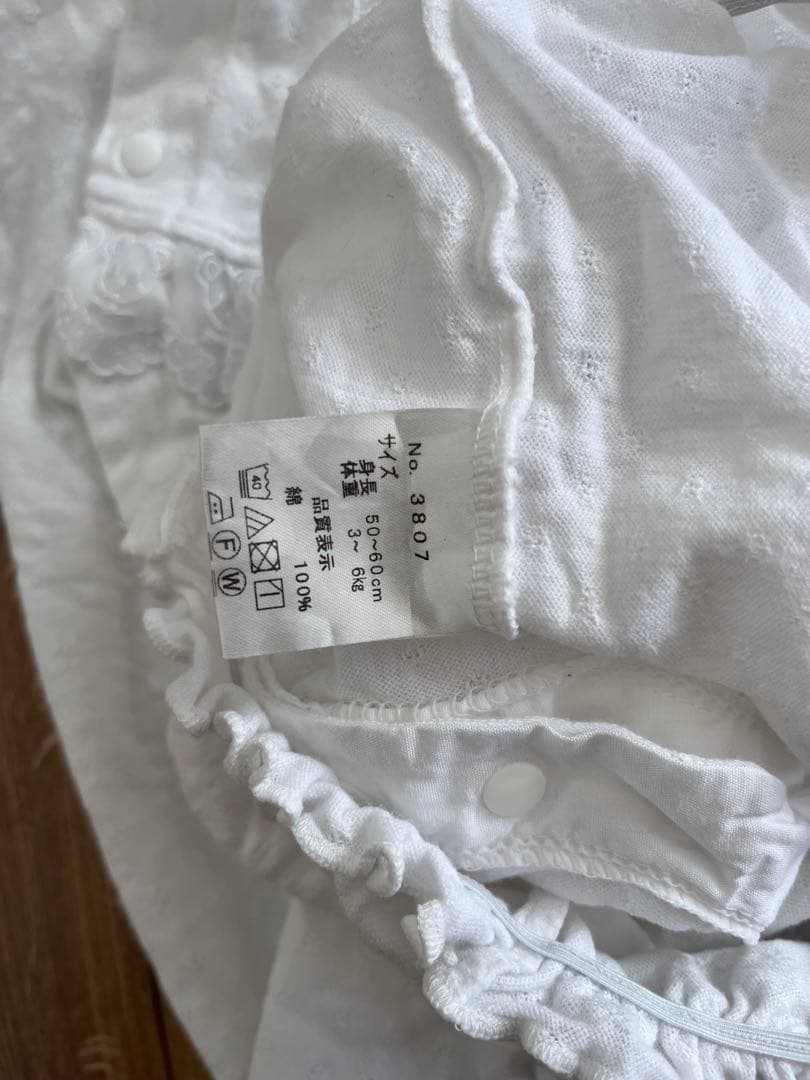 No. 3807
サイズ
身長 50~60cm
体重 3~ 6kg
品質表示
綿 100%
40
F W